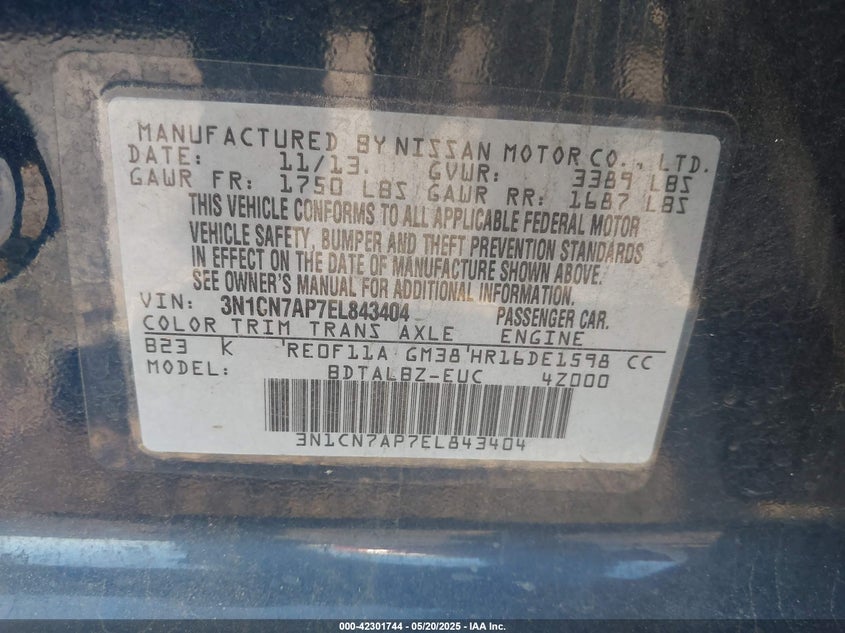 MANUFACTURED BY NISSAN MOTOR CO., LTD.
DATE: 11/13. GVWR: 3389 LBS
GAWR FR: 1750 LBS GAWR RR: 1687 LBS
THIS VEHICLE CONFORMS TO ALL APPLICABLE FEDERAL MOTOR
VEHICLE SAFETY, BUMPER AND THEFT PREVENTION STANDARDS
IN EFFECT ON THE DATE OF MANUFACTURE SHOWN ABOVE.
SEE OWNER'S MANUAL FOR ADDITIONAL INFORMATION
VIN: 3N1CN7AP7EL843404 PASSENGER CAR.
COLOR TRIM TRANS AXLE ENGINE
B23 K 'RE0F11A GM38'HR16DE1598 CC
MODEL: BDTALBZ-EUC 42000
3N1CN7AP7EL843404
000-42301744 | 05/20/2025 | IAA Inc.